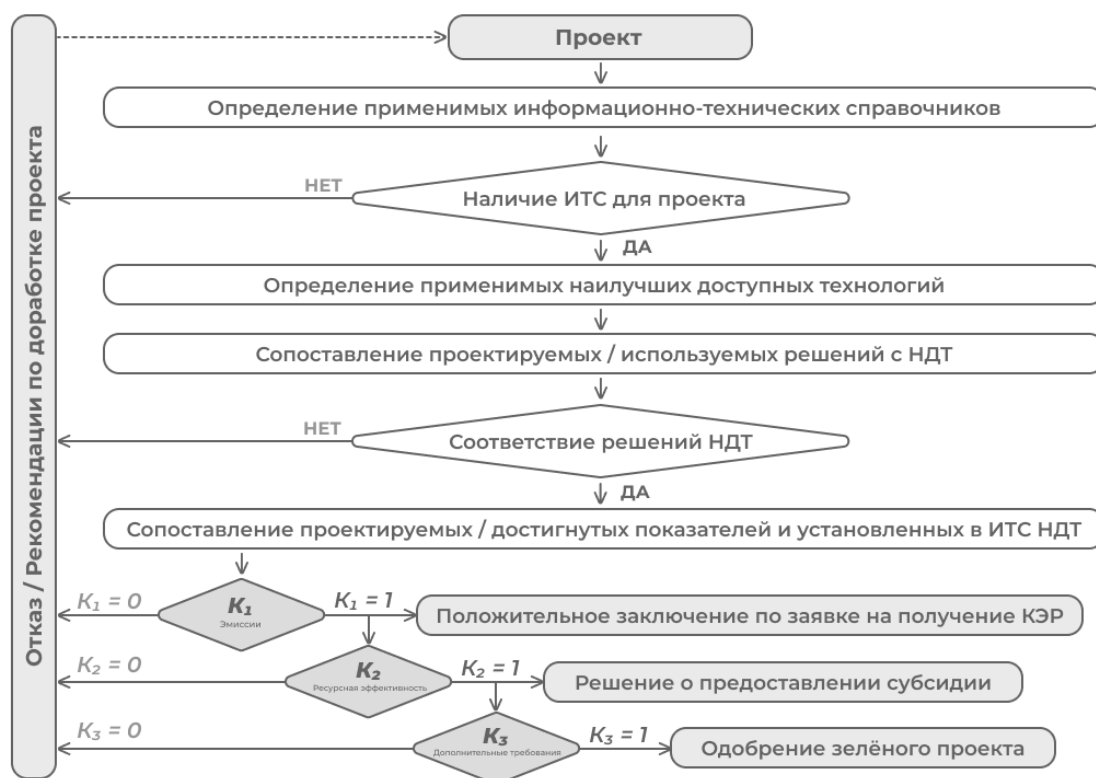 Отказ / Рекомендации по доработке проекта
Проект
Определение применимых информационно-технических справочников
НЕТ
Наличие ИТС для проекта
ДА
Определение применимых наилучших доступных технологий
Сопоставление проектируемых / используемых решений с НДТ
НЕТ
Соответствие решений НДТ
ДА
Сопоставление проектируемых / достигнутых показателей и установленных в ИТС НДТ
K₁ = 0
K₁
Эмиссии
K₁ = 1
Положительное заключение по заявке на получение КЭР
K₂ = 0
K₂
Ресурсная эффективность
K₂ = 1
Решение о предоставлении субсидии
K₃ = 0
K₃
Дополнительные требования
K₃ = 1
Одобрение зелёного проекта